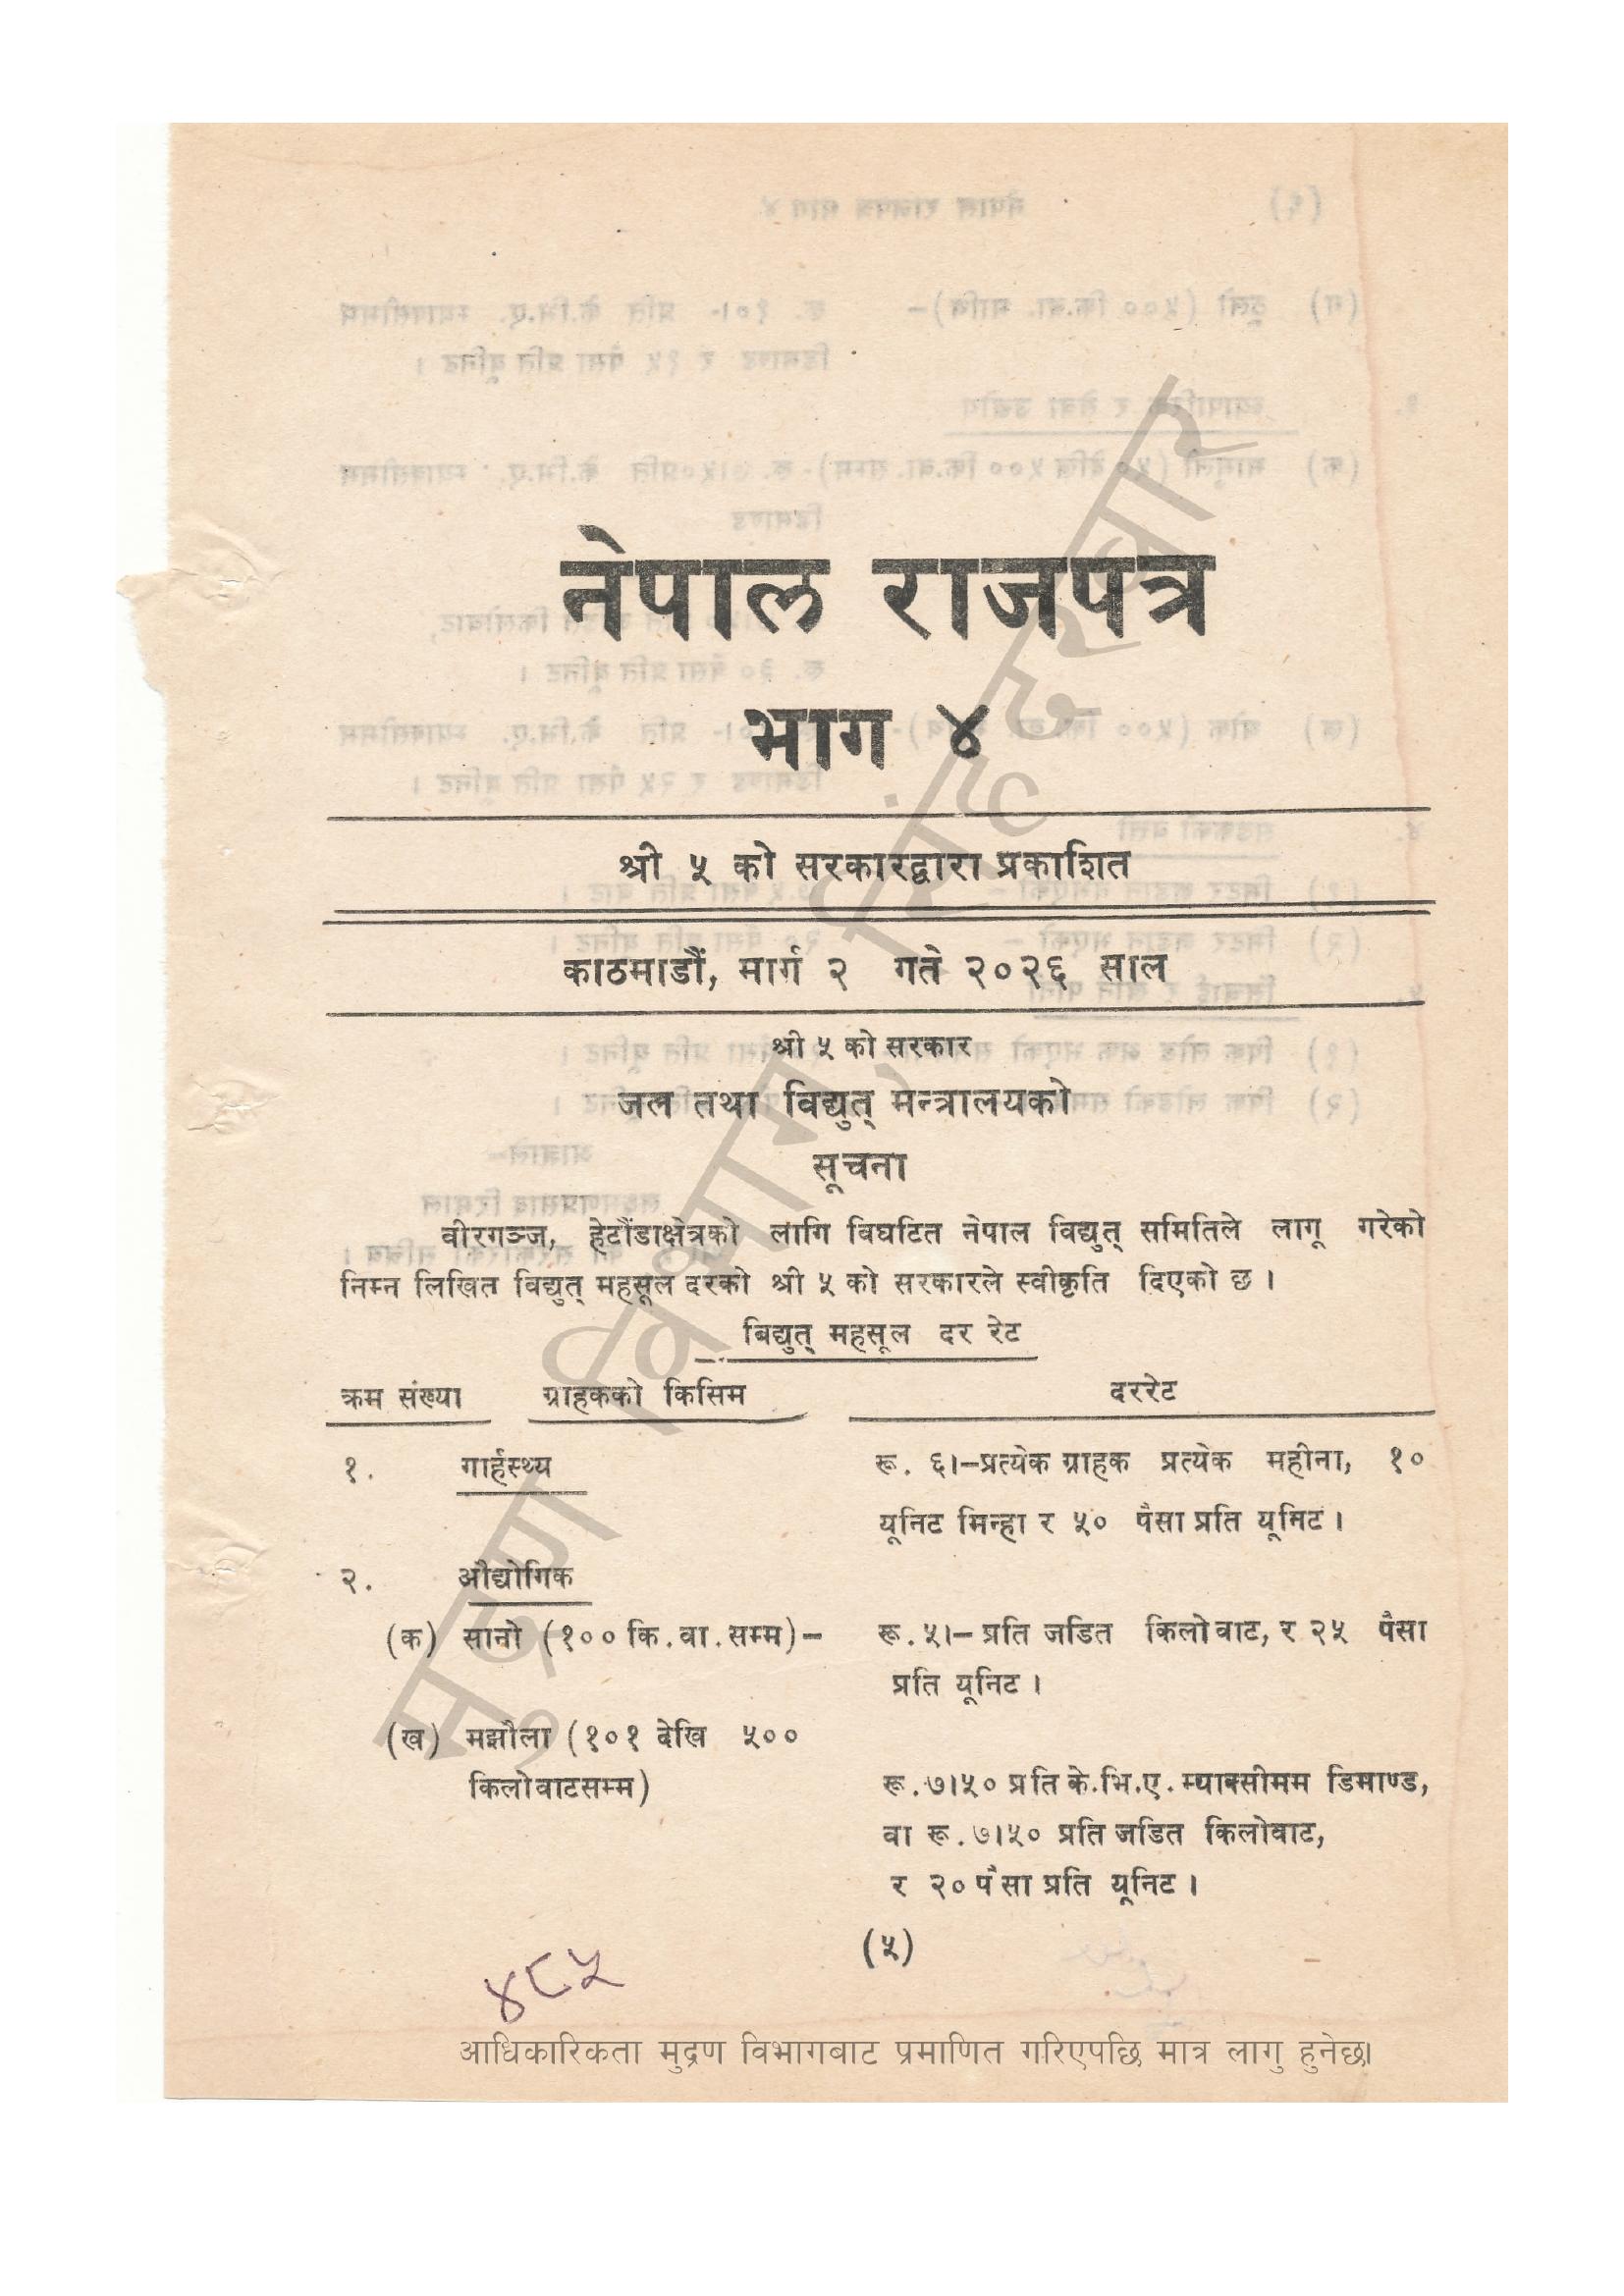 नेपाल राजपत्र
भाग ४
श्री ५ को सरकारद्वारा प्रकाशित
काठमाडौं, मार्ग २ गते २०२६ साल
श्री ५ को सरकार
जल तथा विद्युत् मन्त्रालयको
सूचना
वीरगञ्ज, हेटौंडाक्षेत्रको लागि विघटित नेपाल विद्युत् समितिले लागू गरेको
निम्न लिखित विद्युत् महसूल दरको श्री ५ को सरकारले स्वीकृति दिएको छ ।
बिद्युत् महसूल दर रेट
क्रम संख्या ग्राहकको किसिम दररेट
१. गार्हस्थ्य रू. ६।–प्रत्येक ग्राहक प्रत्येक महीना, १०
यूनिट मिन्हा र ५० पैसा प्रति यूनिट ।
२. औद्योगिक
(क) सानो (१०० कि.वा.सम्म)– रू.५।– प्रति जडित किलोवाट, र २५ पैसा
प्रति यूनिट ।
(ख) मझौला (१०१ देखि ५००
किलोवाटसम्म) रू.७।५० प्रति के.भि.ए. म्याक्सीमम डिमाण्ड,
वा रू.७।५० प्रति जडित किलोवाट,
र २० पैसा प्रति यूनिट ।
(५)
४८५
आधिकारिकता मुद्रण विभागबाट प्रमाणित गरिएपछि मात्र लागु हुनेछ।
मुद्रण विभाग, सिंहदरवार